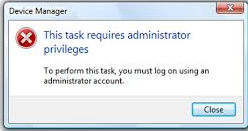 Device Manager
This task requires administrator
privileges
To perform this task, you must log on using an
administrator account.
Close